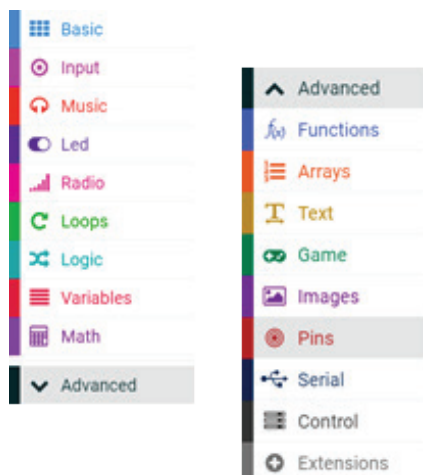 Basic
Input
Music
Led
Radio
Loops
Logic
Variables
Math
Advanced
Advanced
f(x) Functions
Arrays
Text
Game
Images
Pins
Serial
Control
Extensions